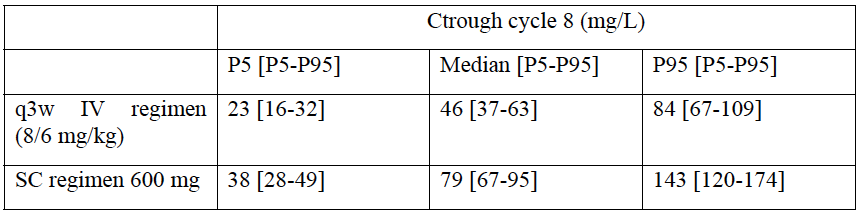 Ctrough cycle 8 (mg/L)
P5 [P5-P95] Median [P5-P95] P95 [P5-P95]
q3w IV regimen 23 [16-32] 46 [37-63] 84 [67-109]
(8/6 mg/kg)
SC regimen 600 mg 38 [28-49] 79 [67-95] 143 [120-174]